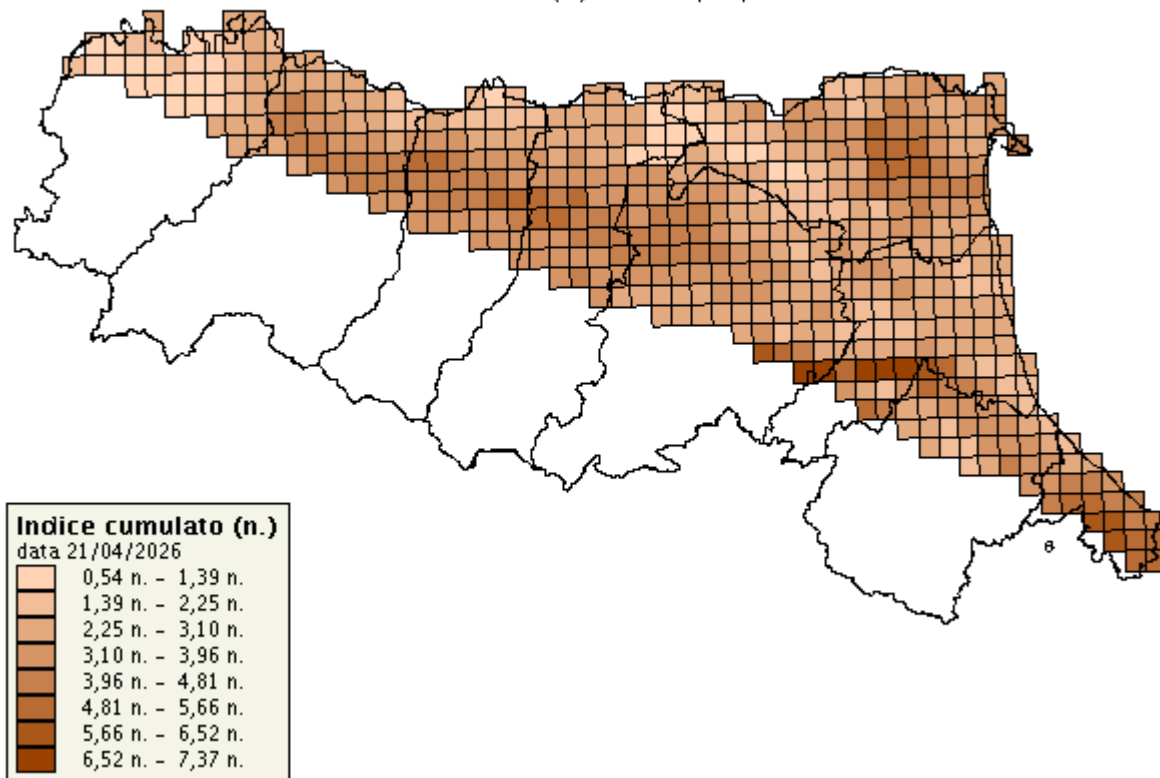 Indice cumulato (n.)
data 21/04/2026
0,54 n. - 1,39 n.
1,39 n. - 2,25 n.
2,25 n. - 3,10 n.
3,10 n. - 3,96 n.
3,96 n. - 4,81 n.
4,81 n. - 5,66 n.
5,66 n. - 6,52 n.
6,52 n. - 7,37 n.